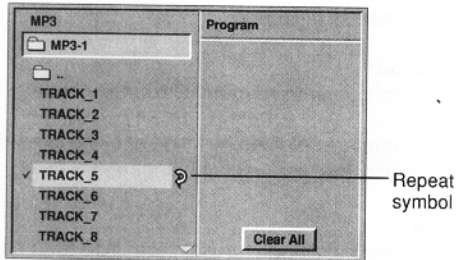 MP3
MP3-1
..
TRACK_1
TRACK_2
TRACK_3
TRACK_4
TRACK_5
TRACK_6
TRACK_7
TRACK_8
Program
Clear All
Repeat
symbol